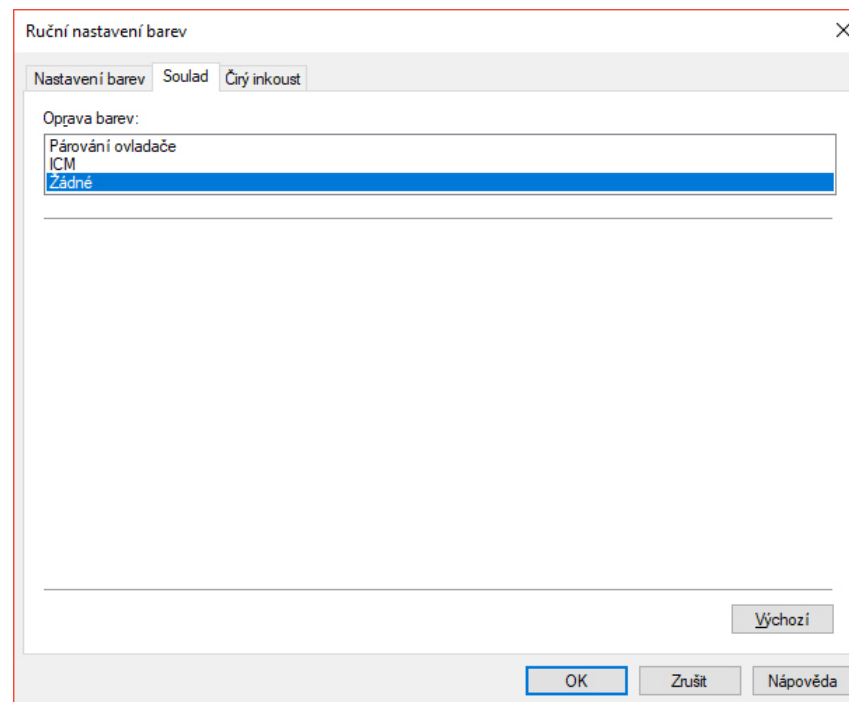 Ruční nastavení barev
Nastavení barev Soulad Čirý inkoust
Oprava barev:
Párování ovladače
ICM
Žádné
Výchozí
OK Zrušit Nápověda